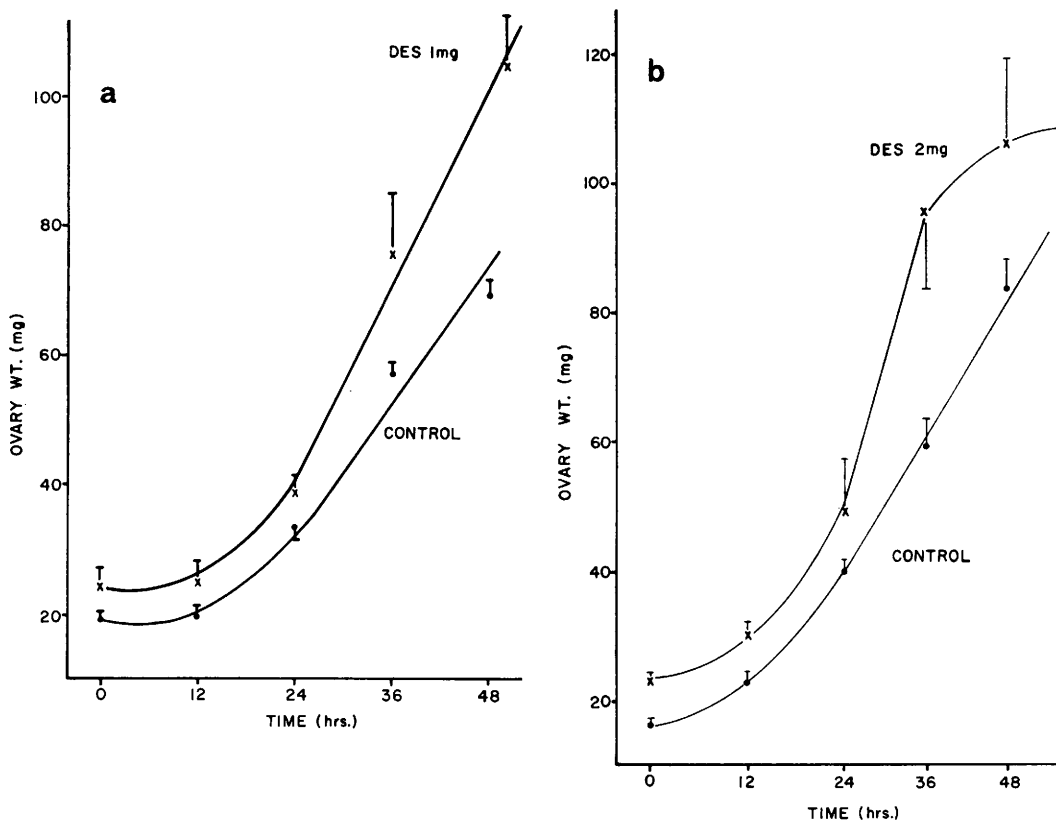 a
DES 1mg
CONTROL
100
80
60
40
20
OVARY WT. (mg)
0 12 24 36 48
TIME (hrs.)
b
DES 2mg
CONTROL
120
100
80
60
40
20
OVARY WT. (mg)
0 12 24 36 48
TIME (hrs.)